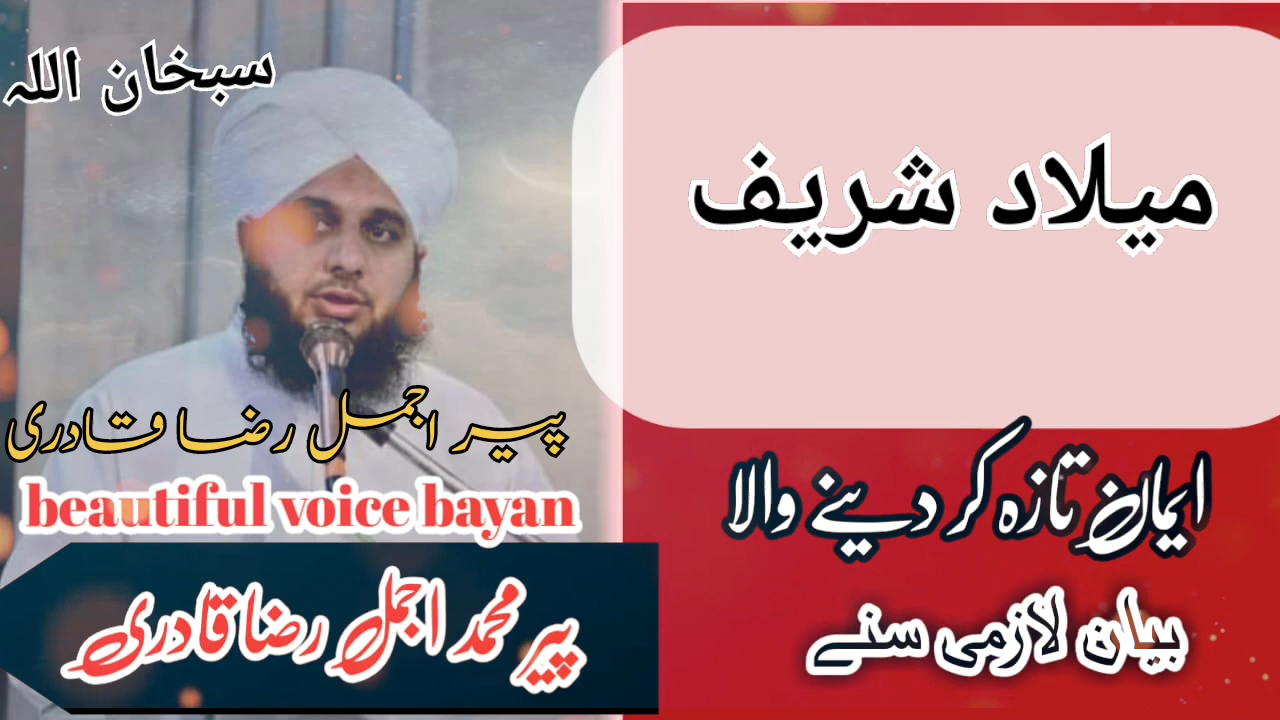 سبخان اللہ
پیر اجمل رضا قادری
beautiful voice bayan
پیر محمد اجمل رضا قادری
میلاد شریف
ایمان تازہ کر دینے والا
بیان لازمی سنے